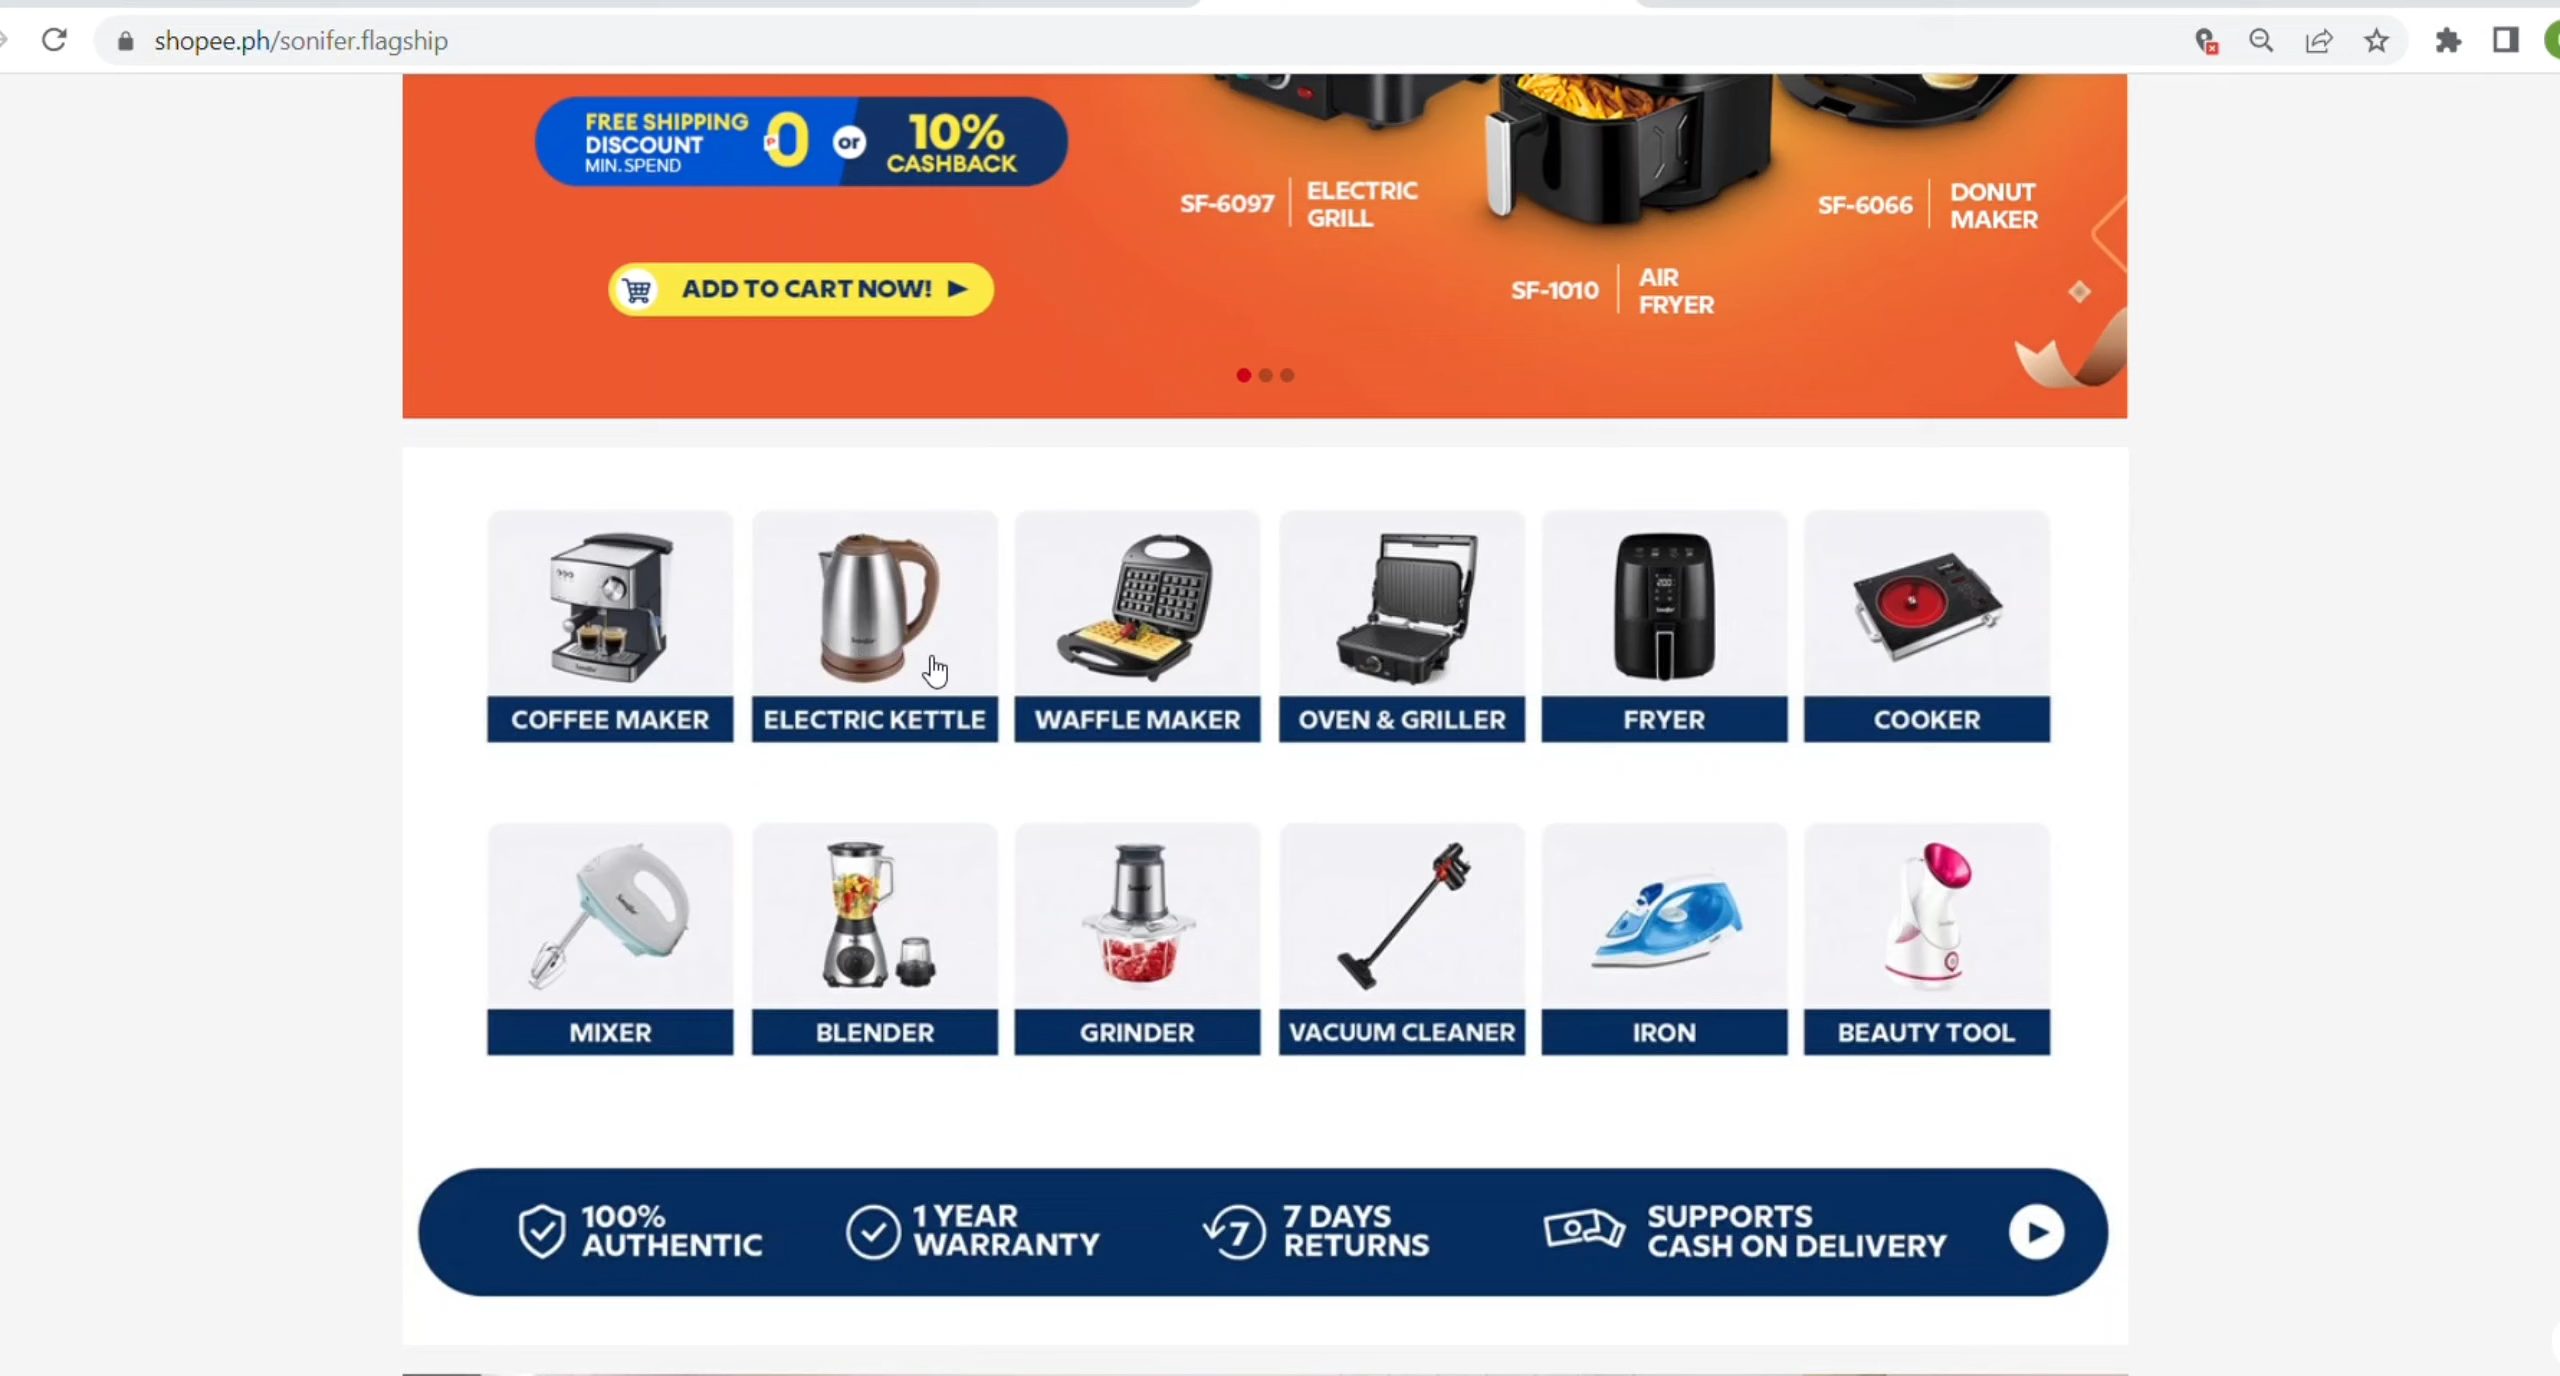 shopee.ph/sonifer.flagship
FREE SHIPPING
DISCOUNT
MIN. SPEND
₱0
or
10%
CASHBACK
ADD TO CART NOW!
SF-6097
ELECTRIC
GRILL
SF-1010
AIR
FRYER
SF-6066
DONUT
MAKER
COFFEE MAKER
ELECTRIC KETTLE
WAFFLE MAKER
OVEN & GRILLER
FRYER
COOKER
MIXER
BLENDER
GRINDER
VACUUM CLEANER
IRON
BEAUTY TOOL
100%
AUTHENTIC
1 YEAR
WARRANTY
7
7 DAYS
RETURNS
SUPPORTS
CASH ON DELIVERY